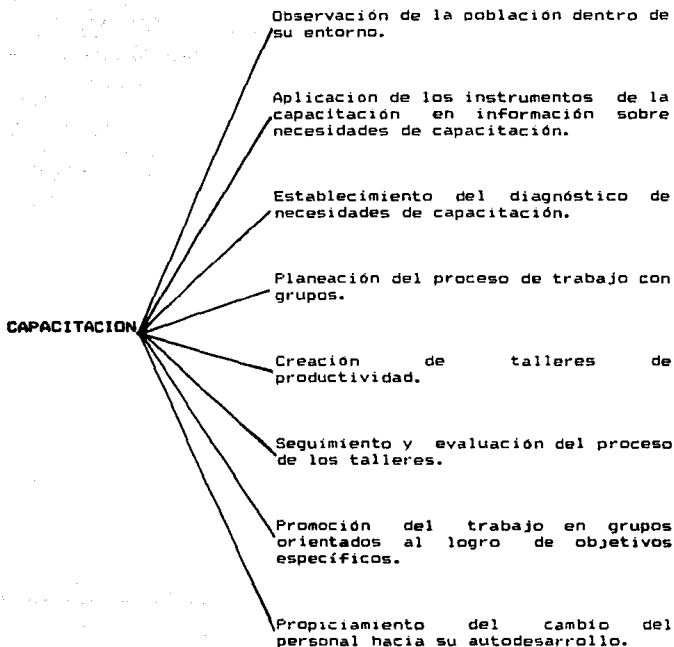 Observación de la población dentro de
su entorno.
Aplicacion de los instrumentos de la
capacitación en información sobre
necesidades de capacitación.
Establecimiento del diagnóstico de
necesidades de capacitación.
Planeación del proceso de trabajo con
grupos.
CAPACITACION
Creación de talleres de
productividad.
Seguimiento y evaluación del proceso
de los talleres.
Promoción del trabajo en grupos
orientados al logro de objetivos
específicos.
Propiciamiento del cambio del
personal hacia su autodesarrollo.